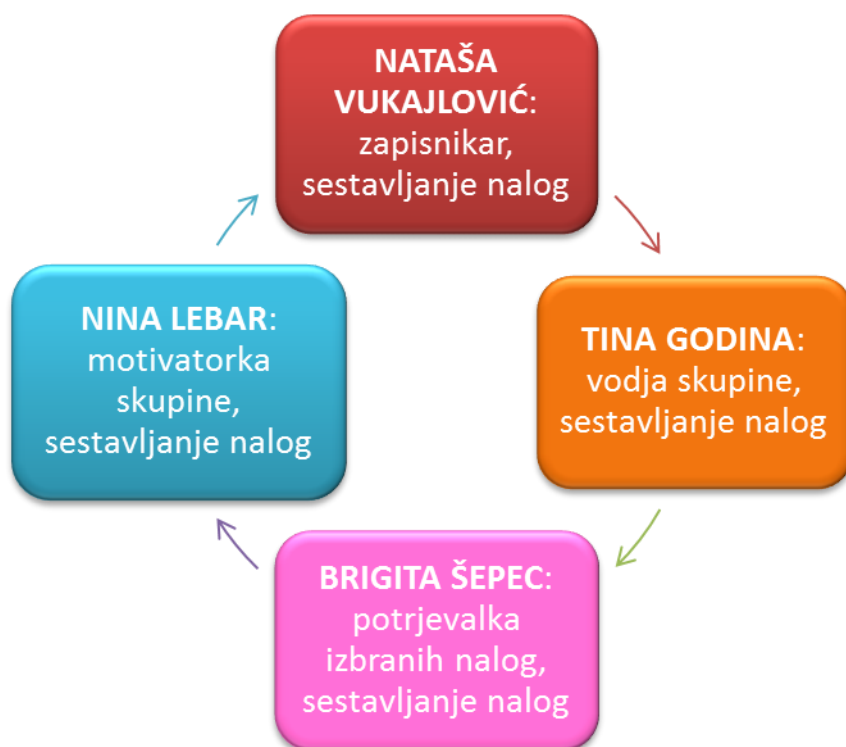 NATAŠA
VUKAJLOVIĆ:
zapisnikar,
sestavljanje nalog
NINA LEBAR:
motivatorka
skupine,
sestavljanje nalog
TINA GODINA:
vodja skupine,
sestavljanje nalog
BRIGITA ŠEPEC:
potrjevalka
izbranih nalog,
sestavljanje nalog